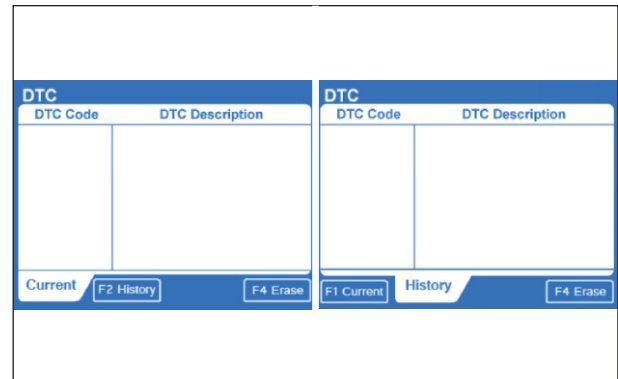 DTC
DTC Code DTC Description
Current F2 History F4 Erase
DTC
DTC Code DTC Description
F1 Current History F4 Erase